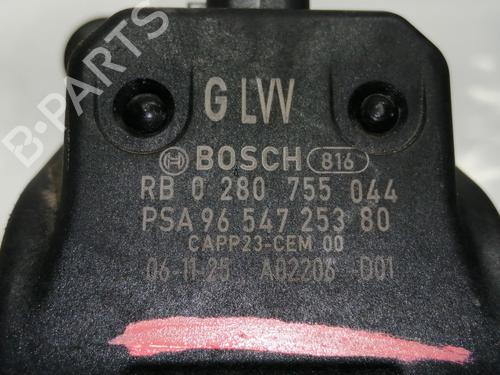 G LVV
BOSCH 816
RB 0 280 755 044
PSA 96 547 253 80
CAPP23-CEM 00
06-11-25 A02206 D01
B-PARTS